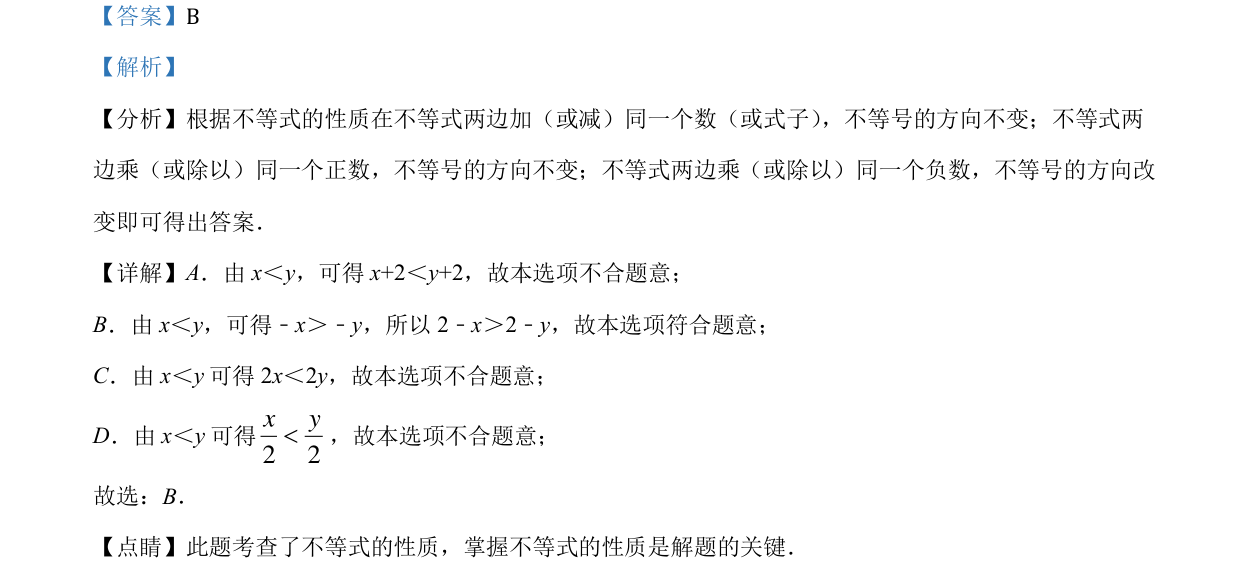 【答案】B
【解析】
【分析】根据不等式的性质在不等式两边加（或减）同一个数（或式子），不等号的方向不变；不等式两
边乘（或除以）同一个正数，不等号的方向不变；不等式两边乘（或除以）同一个负数，不等号的方向改
变即可得出答案．
【详解】A．由 x＜y，可得 x+2＜y+2，故本选项不合题意；
B．由 x＜y，可得﹣x＞﹣y，所以 2﹣x＞2﹣y，故本选项符合题意；
C．由 x＜y 可得 2x＜2y，故本选项不合题意；
D．由 x＜y 可得 x/2 < y/2，故本选项不合题意；
故选：B．
【点睛】此题考查了不等式的性质，掌握不等式的性质是解题的关键．